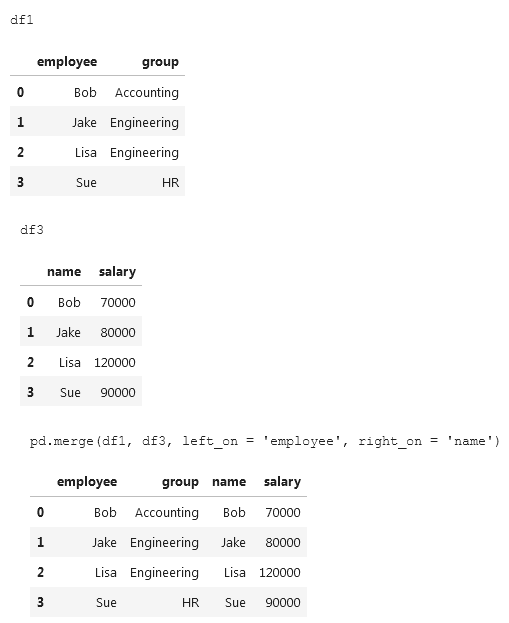 df1
employee group
0 Bob Accounting
1 Jake Engineering
2 Lisa Engineering
3 Sue HR
df3
name salary
0 Bob 70000
1 Jake 80000
2 Lisa 120000
3 Sue 90000
pd.merge(df1, df3, left_on = 'employee', right_on = 'name')
employee group name salary
0 Bob Accounting Bob 70000
1 Jake Engineering Jake 80000
2 Lisa Engineering Lisa 120000
3 Sue HR Sue 90000